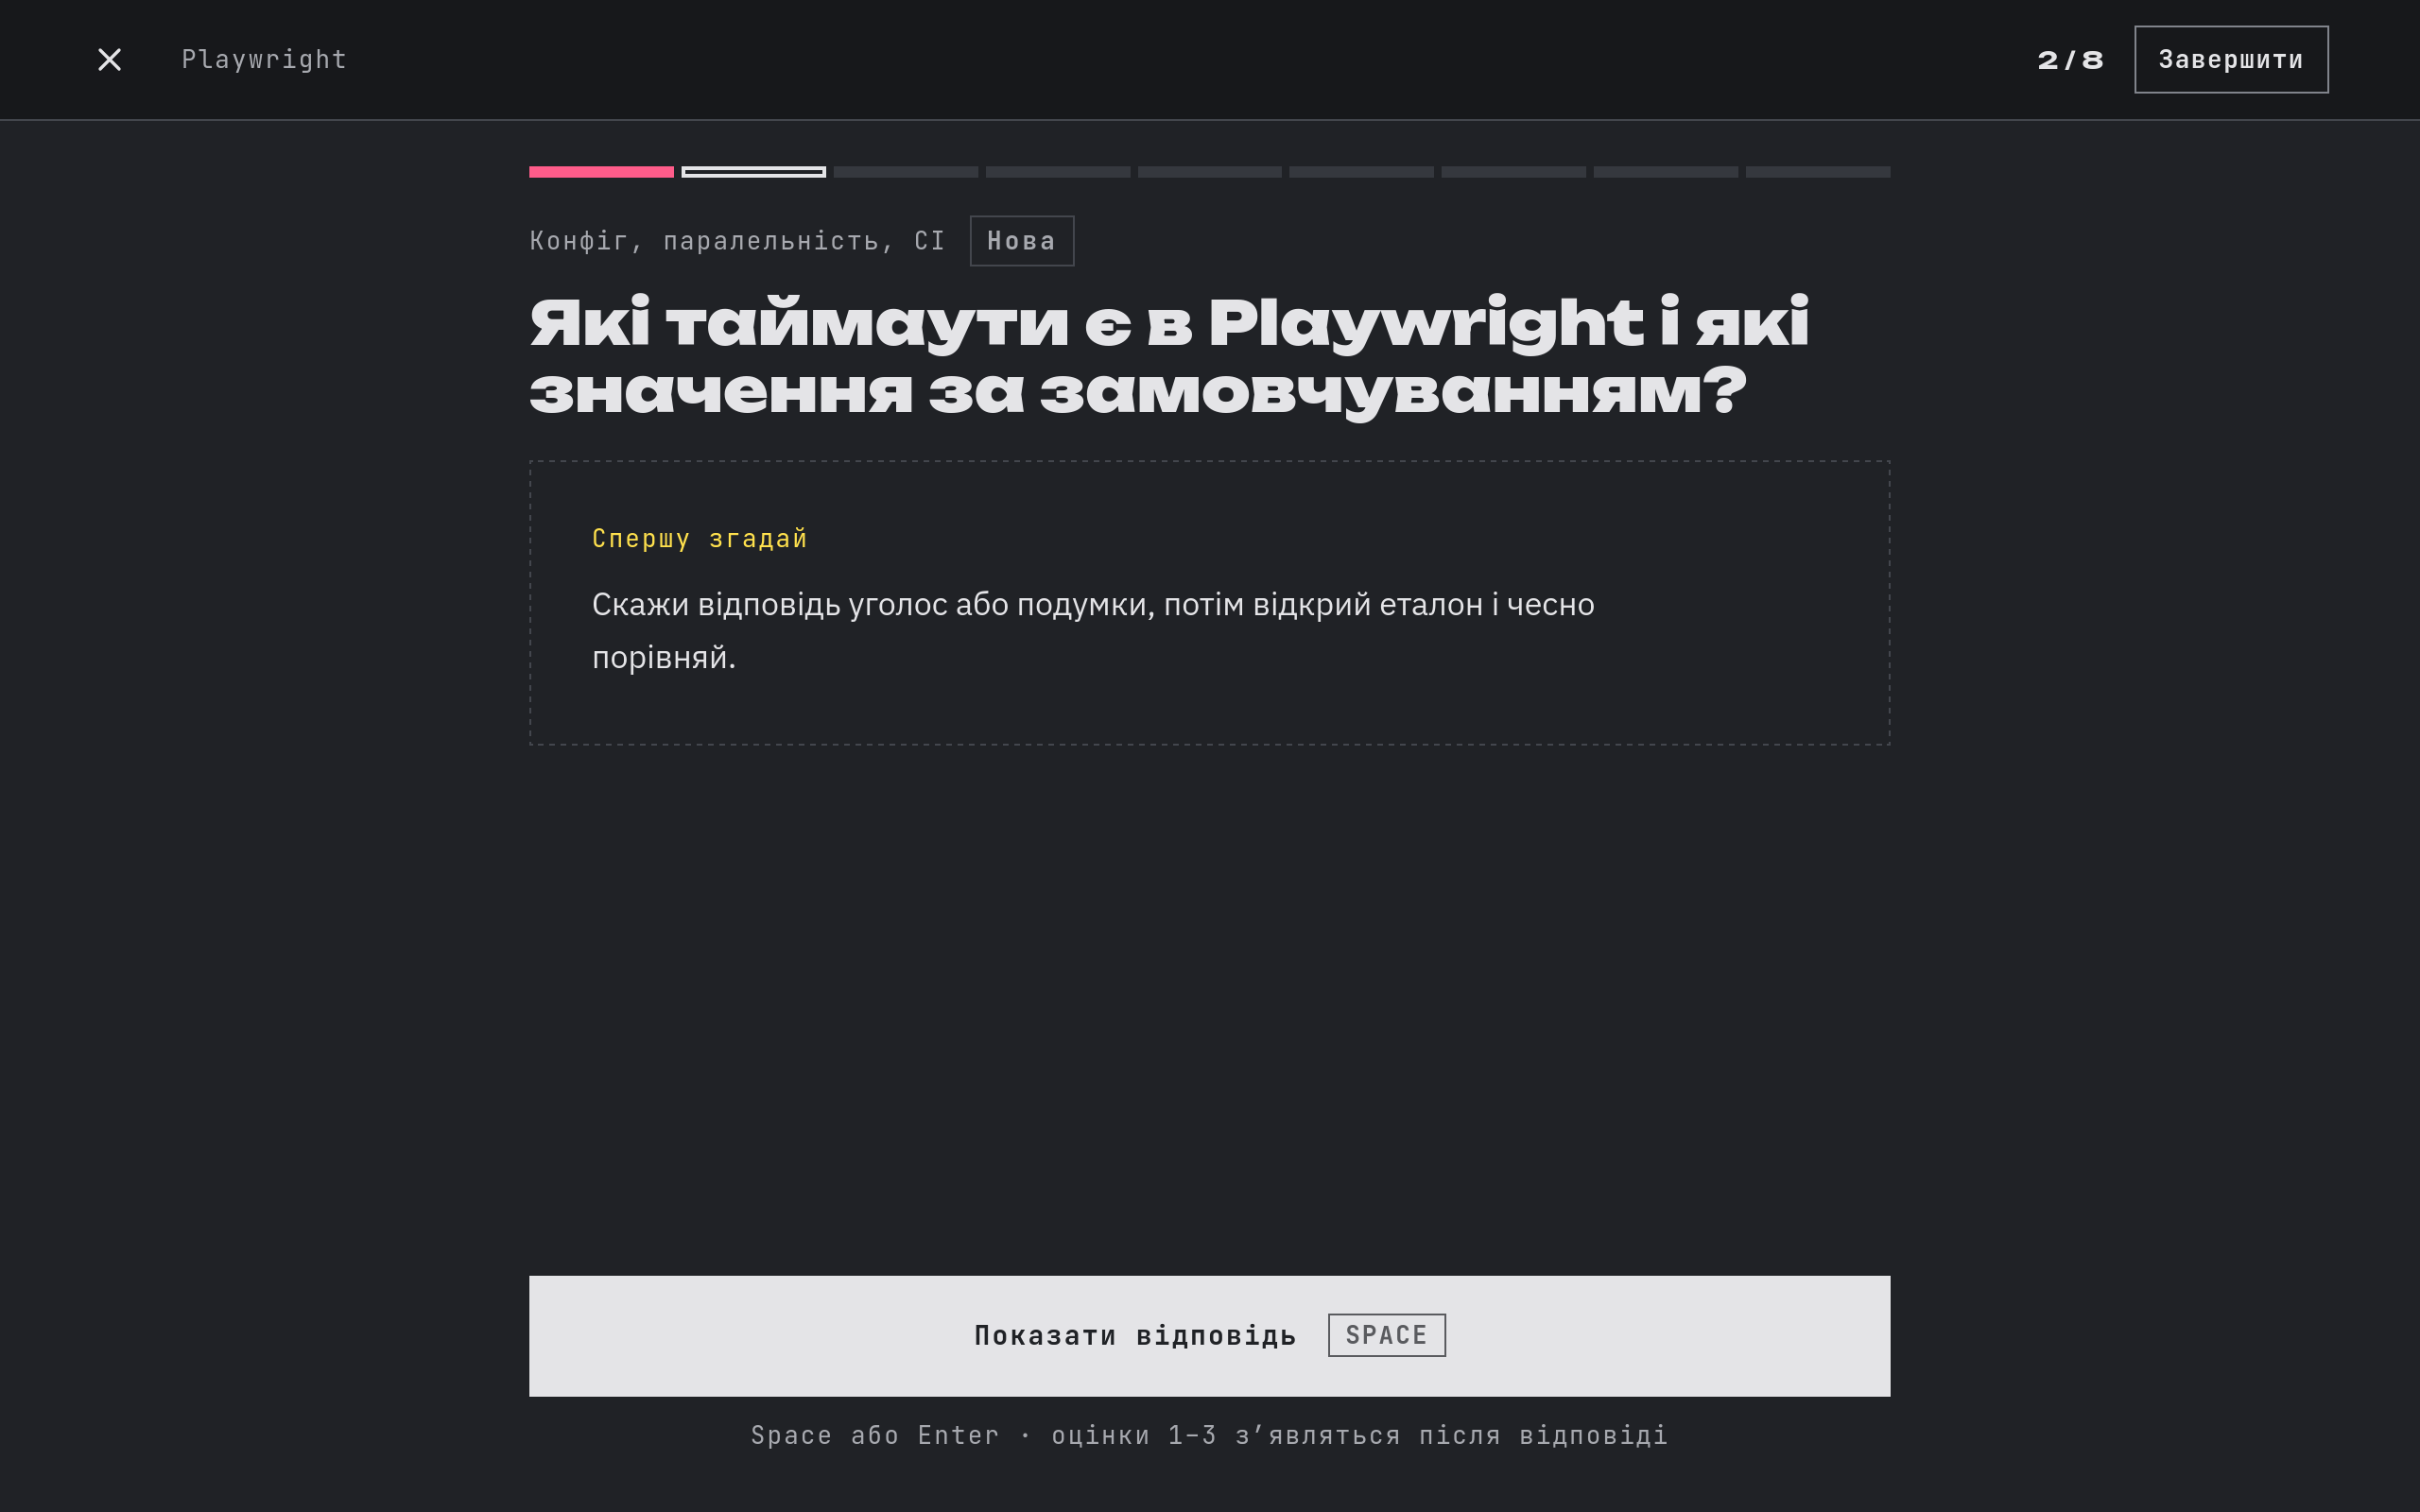 Playwright
2/8
Завершити
Конфіг, паралельність, CI
Нова
Які таймаути є в Playwright і які
значення за замовчуванням?
Спершу згадай
Скажи відповідь уголос або подумки, потім відкрий еталон і чесно
порівняй.
Показати відповідь SPACE
Space або Enter · оцінки 1–3 з’являться після відповіді